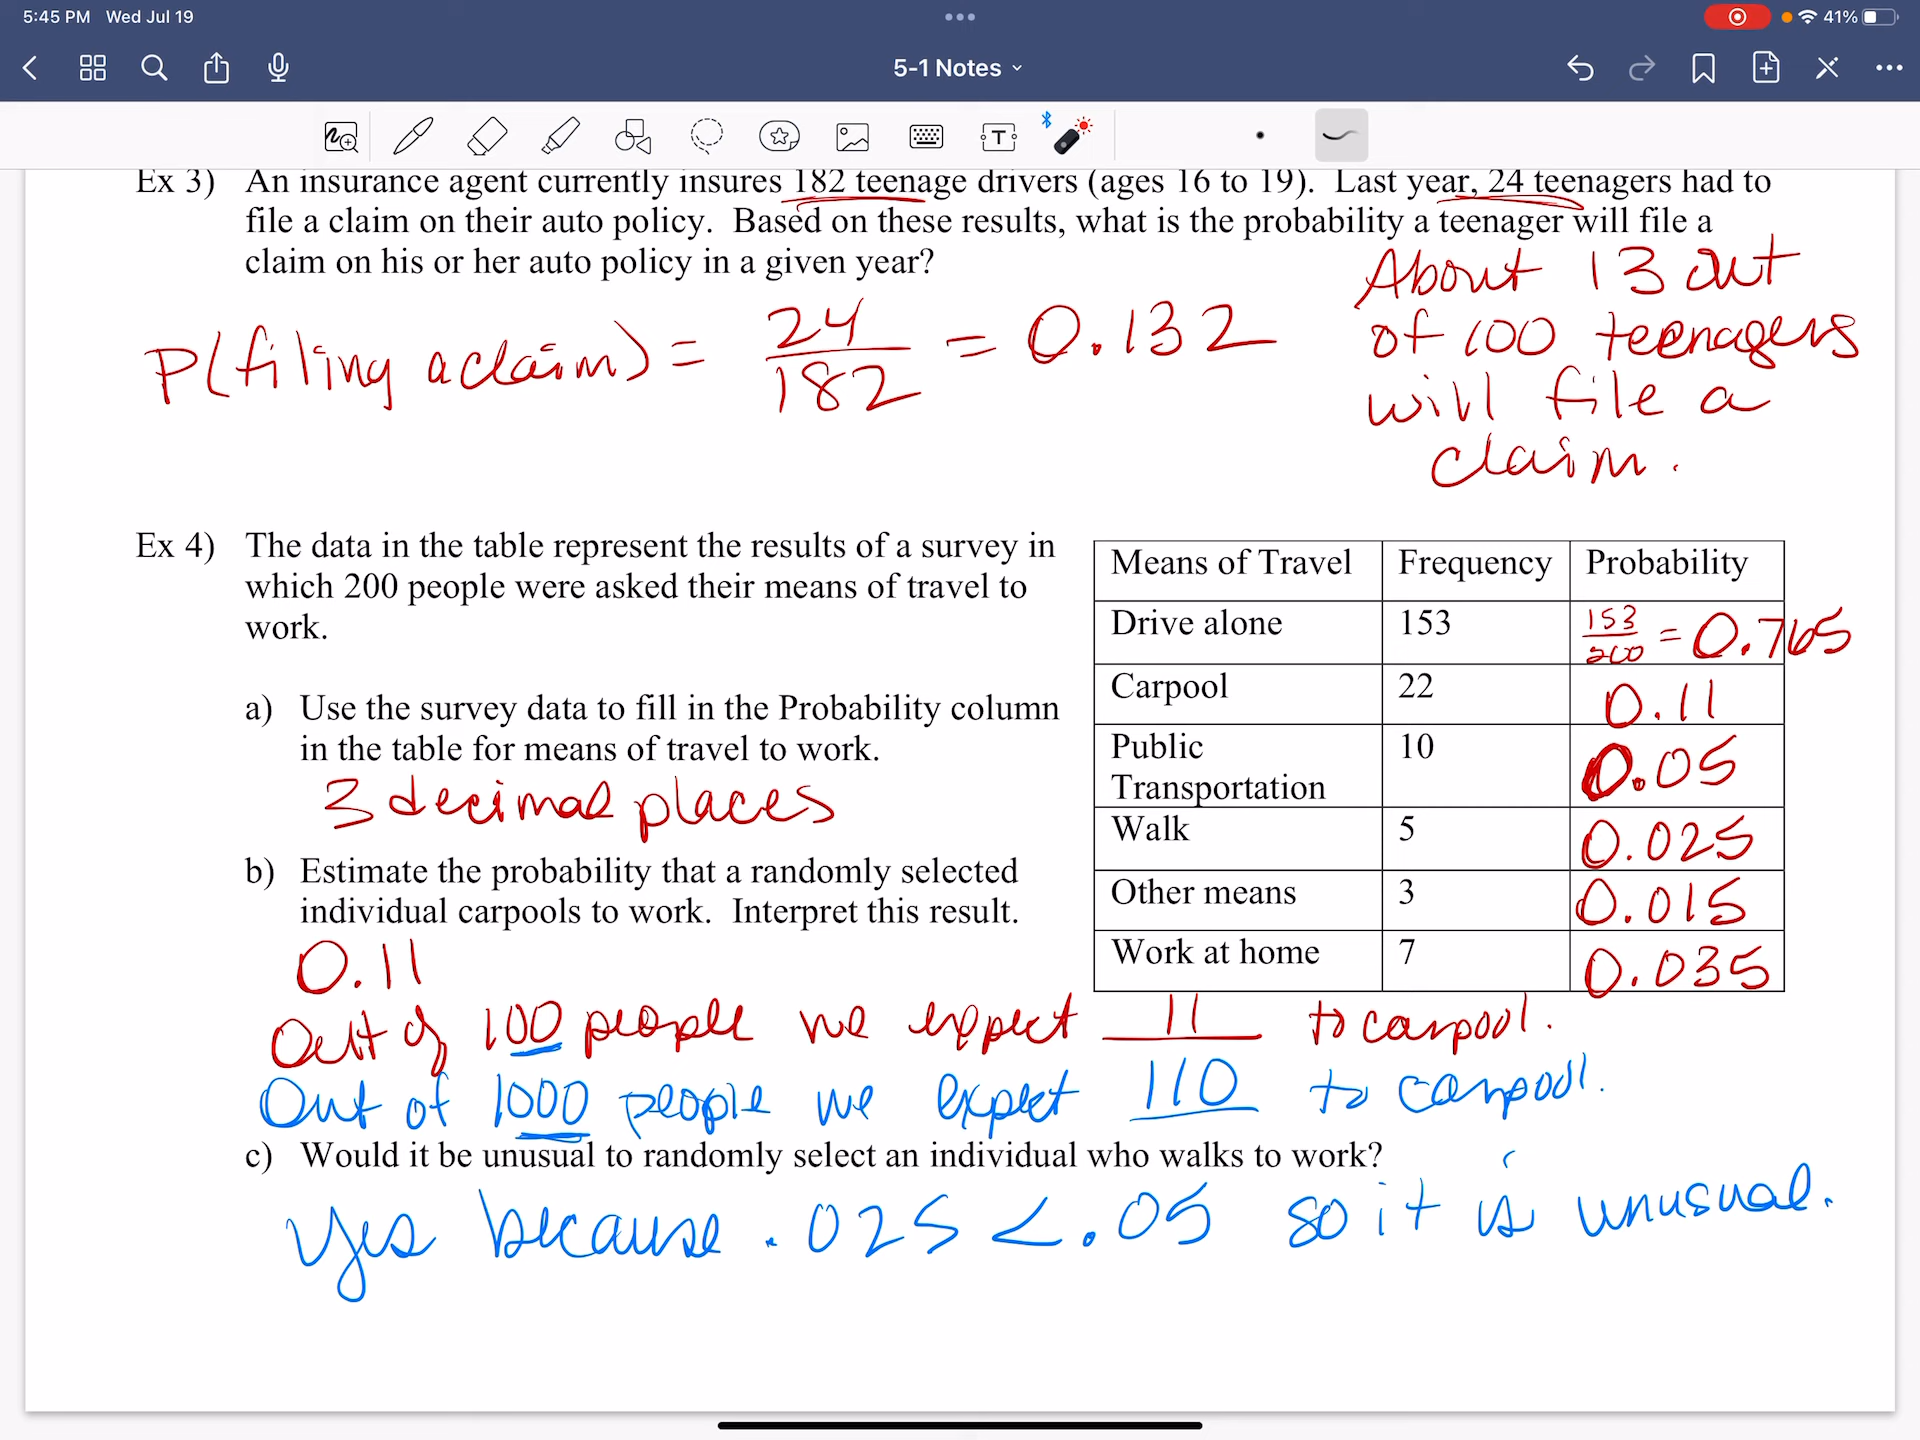 5:45 PM Wed Jul 19
41%
5-1 Notes
Ex 3) An insurance agent currently insures 182 teenage drivers (ages 16 to 19). Last year, 24 teenagers had to
file a claim on their auto policy. Based on these results, what is the probability a teenager will file a
claim on his or her auto policy in a given year?
P(filing a claim) = 24/182 = 0.132
About 13 out
of 100 teenagers
will file a
claim.
Ex 4) The data in the table represent the results of a survey in
which 200 people were asked their means of travel to
work.
a) Use the survey data to fill in the Probability column
in the table for means of travel to work.
3 decimal places
b) Estimate the probability that a randomly selected
individual carpools to work. Interpret this result.
0.11
Means of Travel Frequency Probability
Drive alone 153 153/200 = 0.765
Carpool 22 0.11
Public
Transportation 10 0.05
Walk 5 0.025
Other means 3 0.015
Work at home 7 0.035
Out of 100 people we expect 11 to carpool.
Out of 1000 people we expect 110 to carpool.
c) Would it be unusual to randomly select an individual who walks to work?
Yes because .025 < .05 so it is unusual.